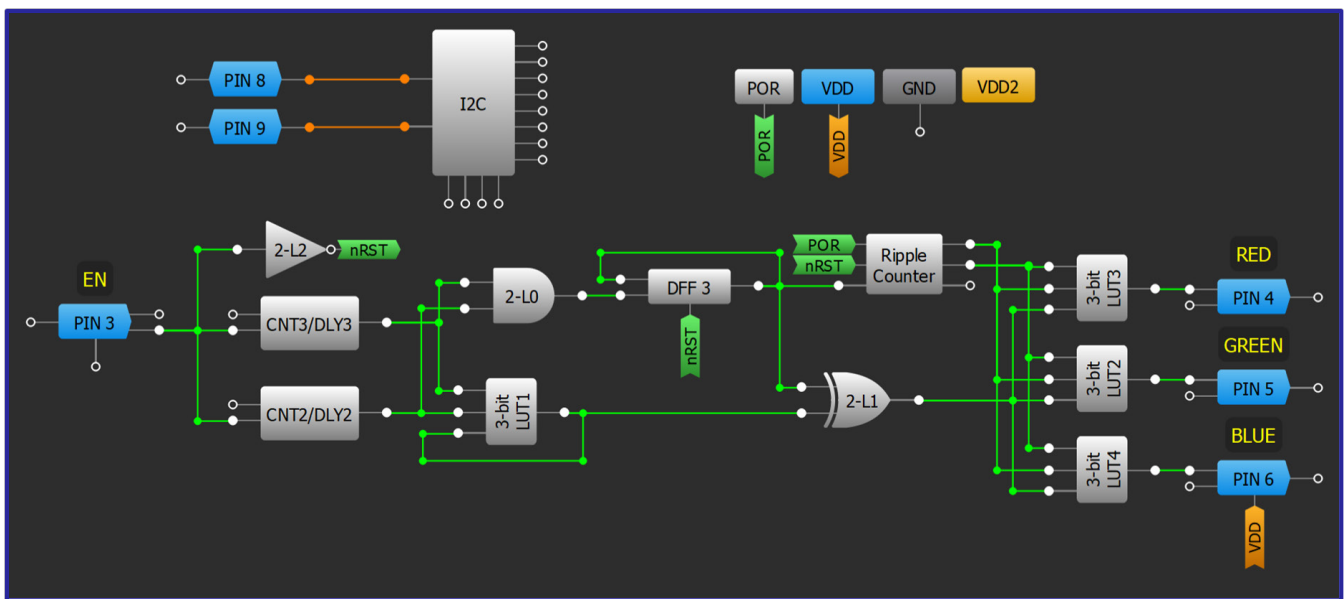 PIN 8
PIN 9
I2C
POR
VDD
GND
VDD2
POR
VDD
2-L2
nRST
EN
PIN 3
CNT3/DLY3
CNT2/DLY2
2-L0
3-bit
LUT1
DFF 3
nRST
POR
nRST
Ripple
Counter
2-L1
3-bit
LUT3
RED
PIN 4
3-bit
LUT2
GREEN
PIN 5
3-bit
LUT4
BLUE
PIN 6
VDD